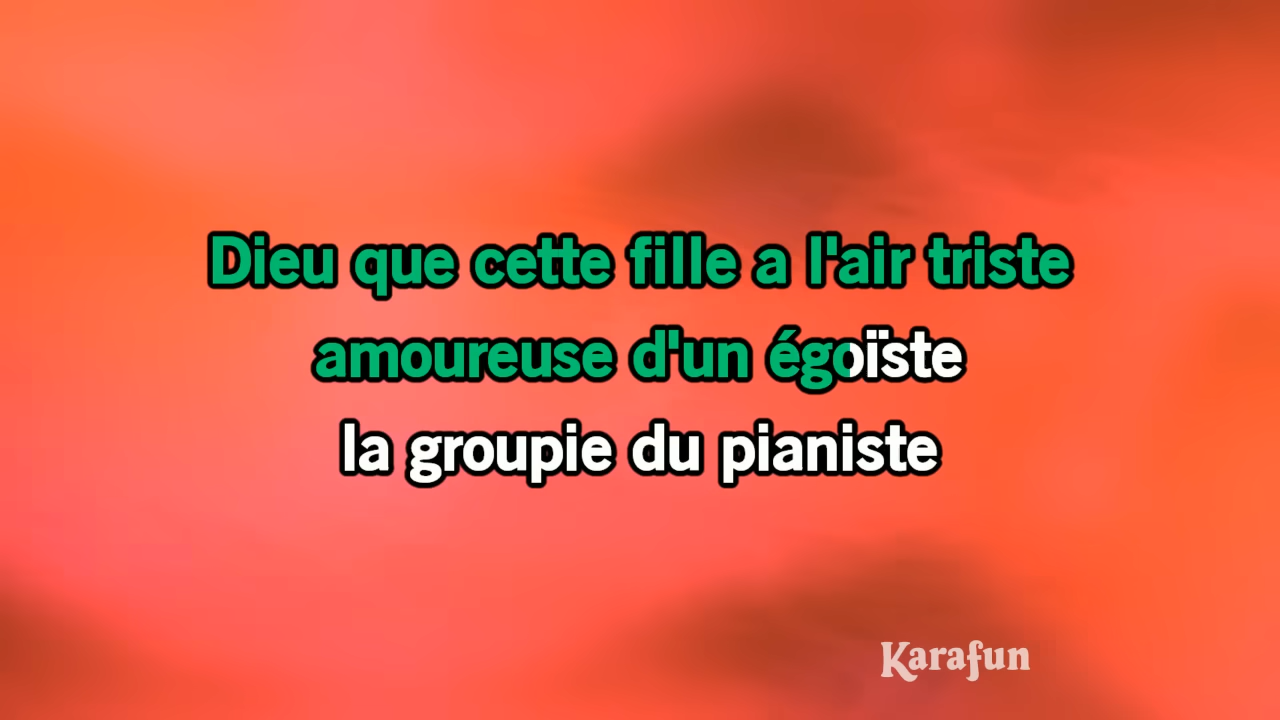 Dieu que cette fille a l'air triste
amoureuse d'un égoïste
la groupie du pianiste
Karafun